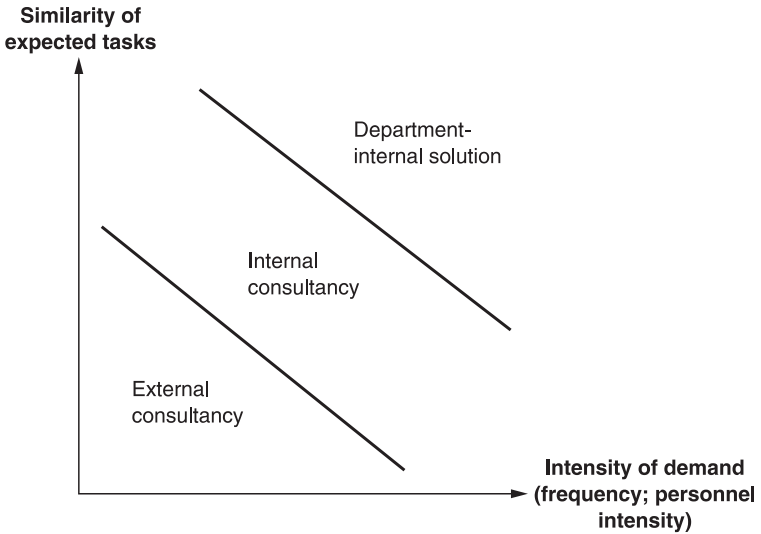 Similarity of
expected tasks
Department-
internal solution
Internal
consultancy
External
consultancy
Intensity of demand
(frequency; personnel
intensity)